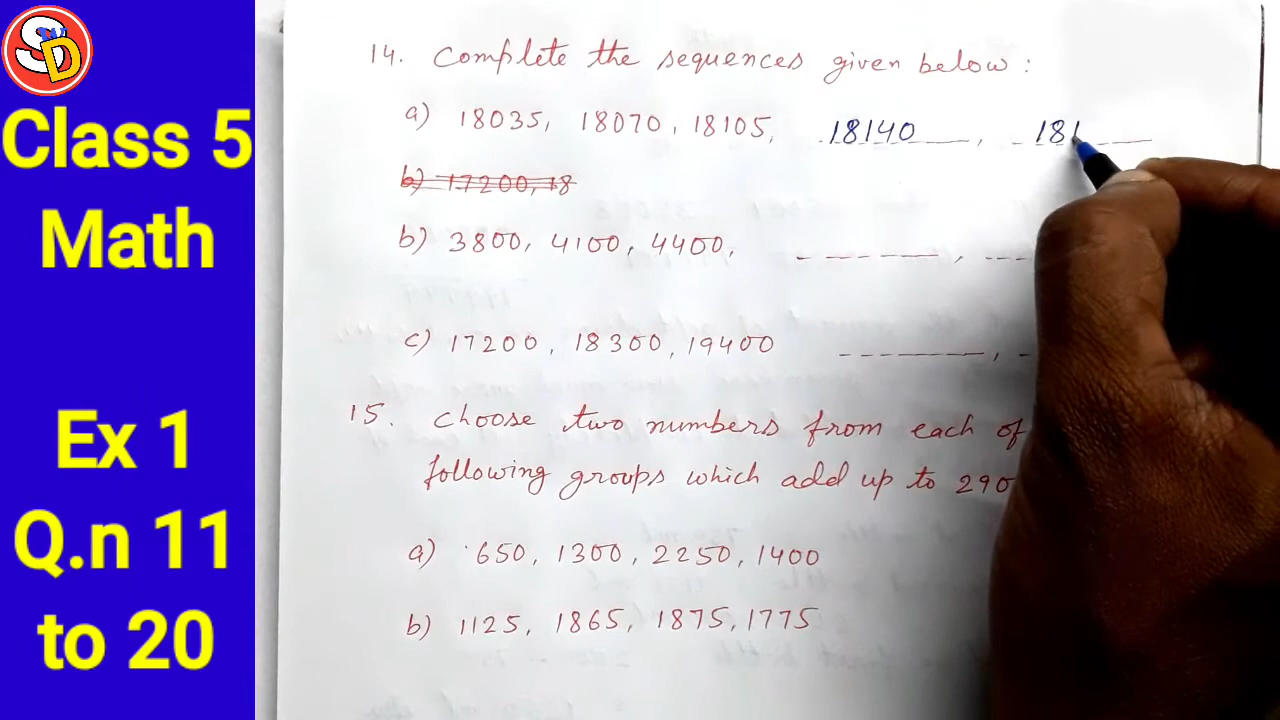 SD
Class 5
Math
Ex 1
Q.n 11
to 20
14. Complete the sequences given below:
a) 18035, 18070, 18105, 18140, 181
b) 17200, 18
b) 3800, 4100, 4400,
c) 17200, 18300, 19400
15. Choose two numbers from each of
following groups which add up to 290
a) 650, 1300, 2250, 1400
b) 1125, 1865, 1875, 1775